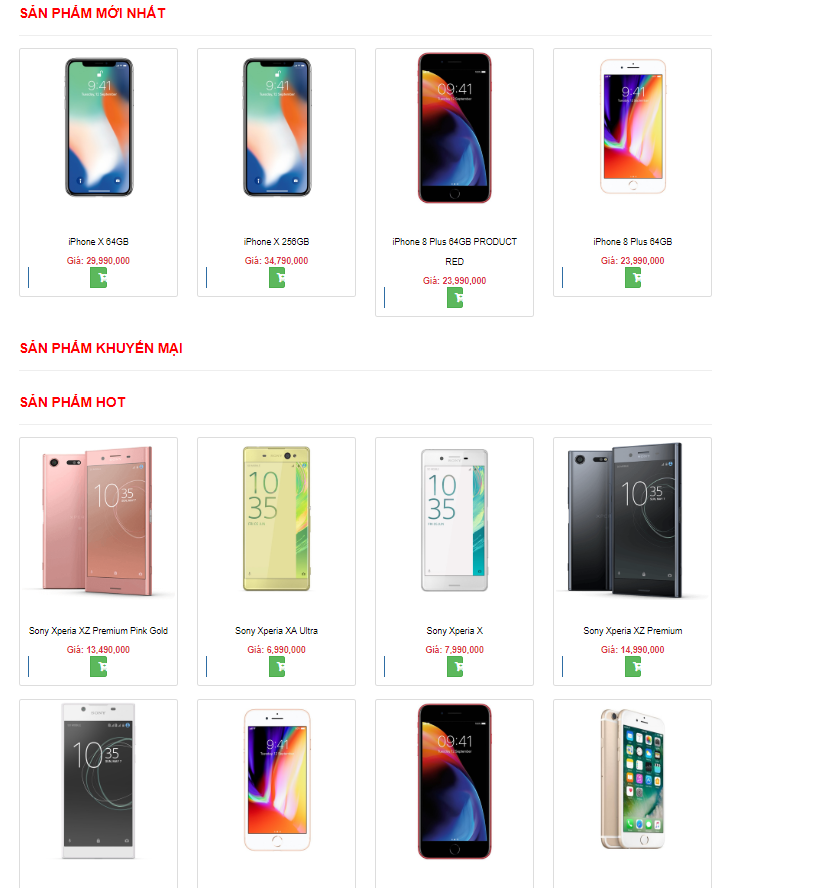 SẢN PHẨM MỚI NHẤT
9:41
9:41
09:41
9:41
iPhone X 64GB
iPhone X 256GB
iPhone 8 Plus 64GB PRODUCT
RED
iPhone 8 Plus 64GB
Giá: 29,990,000
Giá: 34,790,000
Giá: 23,990,000
Giá: 23,990,000
SẢN PHẨM KHUYẾN MẠI
SẢN PHẨM HOT
10 35
10
35
10
35
10 35
Sony Xperia XZ Premium Pink Gold
Sony Xperia XA Ultra
Sony Xperia X
Sony Xperia XZ Premium
Giá: 13,490,000
Giá: 6,990,000
Giá: 7,990,000
Giá: 14,990,000
SONY
10:35
9:41
09:41